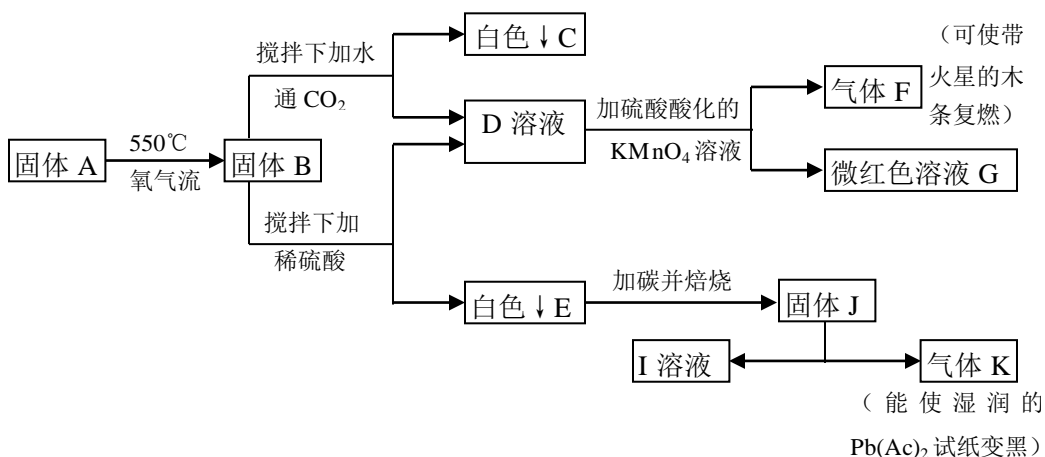 搅拌下加水
通 CO₂
白色↓C
D 溶液
加硫酸酸化的
KMnO₄ 溶液
(可使带
火星的木
条复燃)
气体 F
微红色溶液 G
固体 A
550℃
氧气流
固体 B
搅拌下加
稀硫酸
白色↓E
加碳并焙烧
固体 J
I 溶液
气体 K
(能使湿润的
Pb(Ac)₂ 试纸变黑)